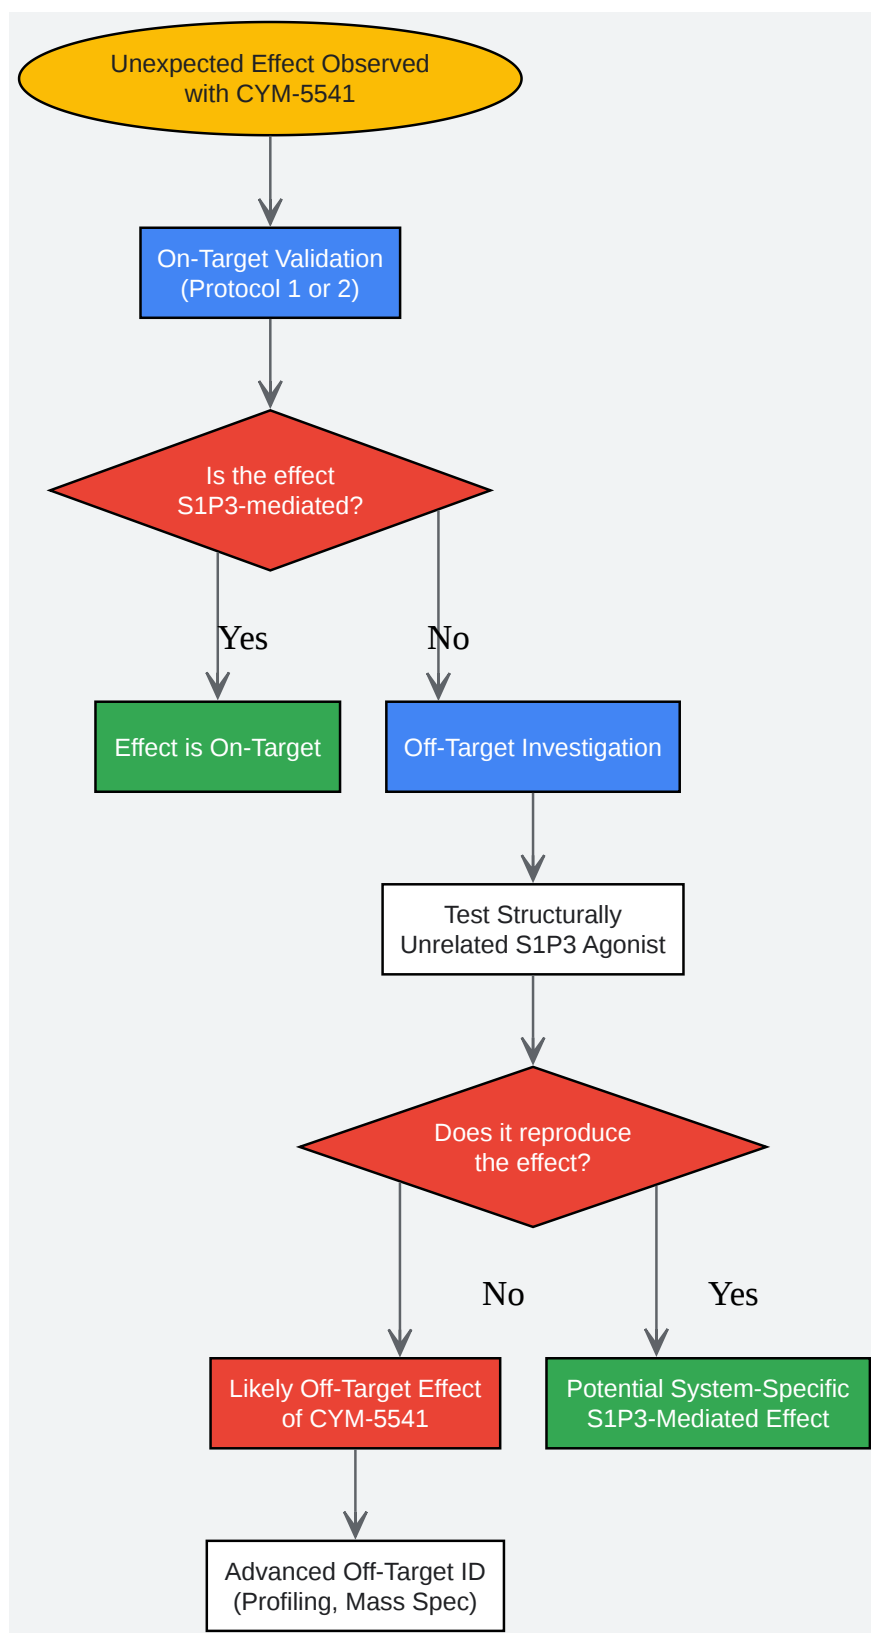 Unexpected Effect Observed
with CYM-5541
On-Target Validation
(Protocol 1 or 2)
Is the effect
S1P3-mediated?
Yes
No
Effect is On-Target
Off-Target Investigation
Test Structurally
Unrelated S1P3 Agonist
Does it reproduce
the effect?
No
Yes
Likely Off-Target Effect
of CYM-5541
Potential System-Specific
S1P3-Mediated Effect
Advanced Off-Target ID
(Profiling, Mass Spec)